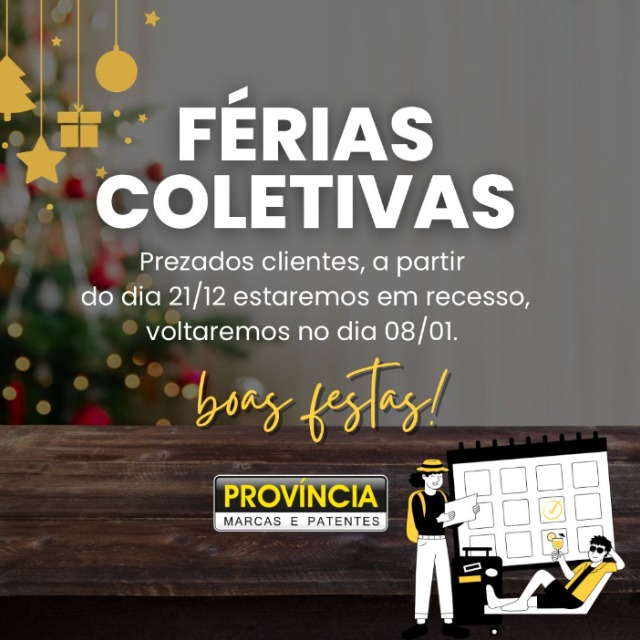 FÉRIAS
COLETIVAS
Prezados clientes, a partir
do dia 21/12 estaremos em recesso,
voltaremos no dia 08/01.
boas festas!
PROVÍNCIA
MARCAS E PATENTES